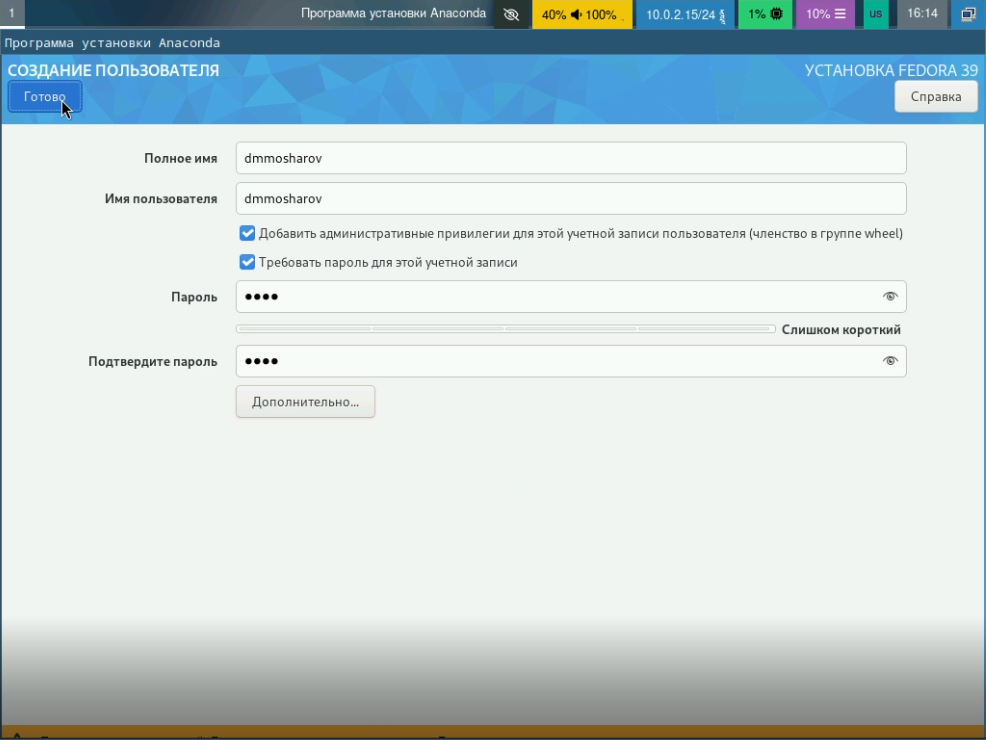 1 Программа установки Anaconda 40% 100% 10.0.2.15/24 1% 10% us 16:14
Программа установки Anaconda
СОЗДАНИЕ ПОЛЬЗОВАТЕЛЯ УСТАНОВКА FEDORA 39
Готово Справка
Полное имя dmmosharov
Имя пользователя dmmosharov
Добавить административные привилегии для этой учетной записи пользователя (членство в группе wheel)
Требовать пароль для этой учетной записи
Пароль ●●●●
Слишком короткий
Подтвердите пароль ●●●●
Дополнительно...